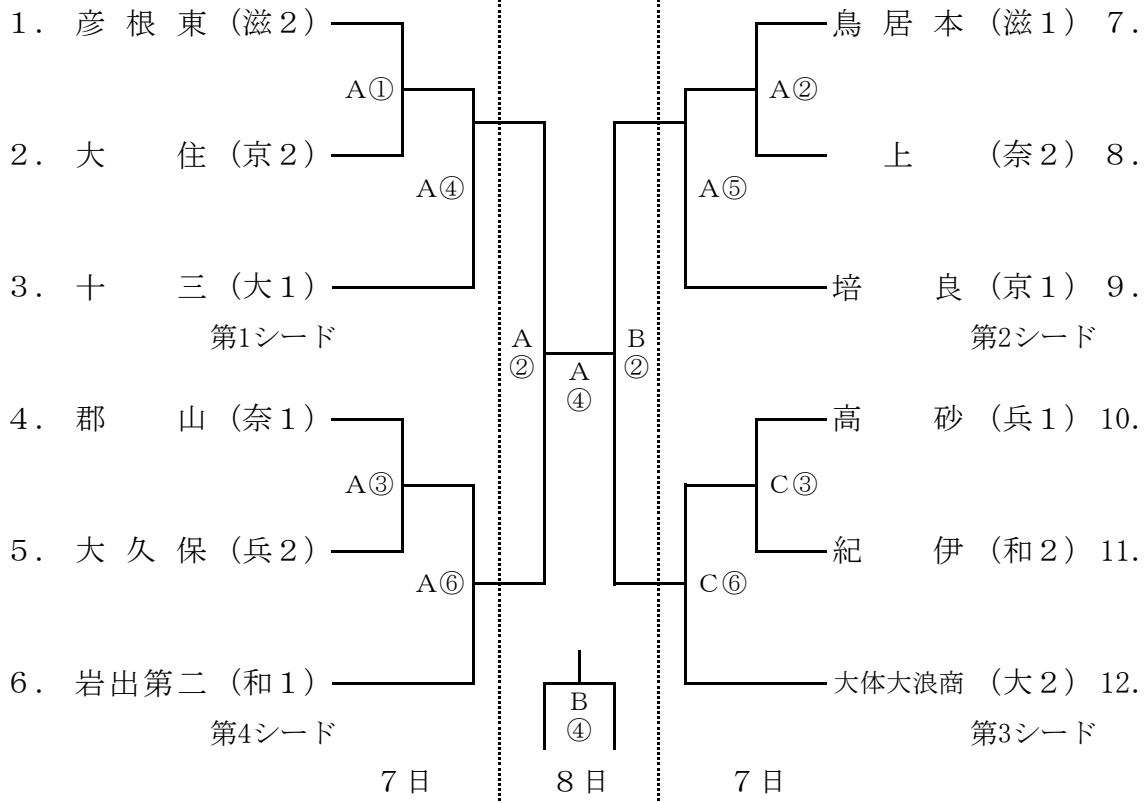 1. 彦根東 (滋2) 鳥居本 (滋1) 7.
A① A②
2. 大住 (京2) 上 (奈2) 8.
A④ A⑤
3. 十三 (大1) 培良 (京1) 9.
第1シード 第2シード
A② A④ B②
4. 郡山 (奈1) 高砂 (兵1) 10.
A③ C③
5. 大久保 (兵2) 紀伊 (和2) 11.
A⑥ C⑥
6. 岩出第二 (和1) 大体大浪商 (大2) 12.
B④
第4シード 第3シード
7日 8日 7日